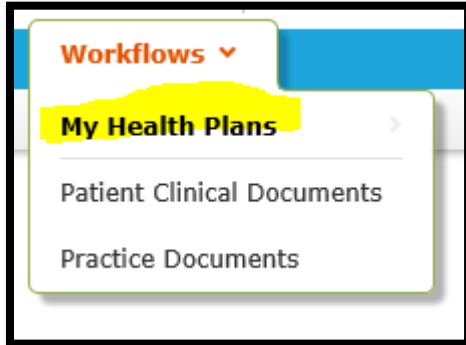 Workflows
My Health Plans
Patient Clinical Documents
Practice Documents